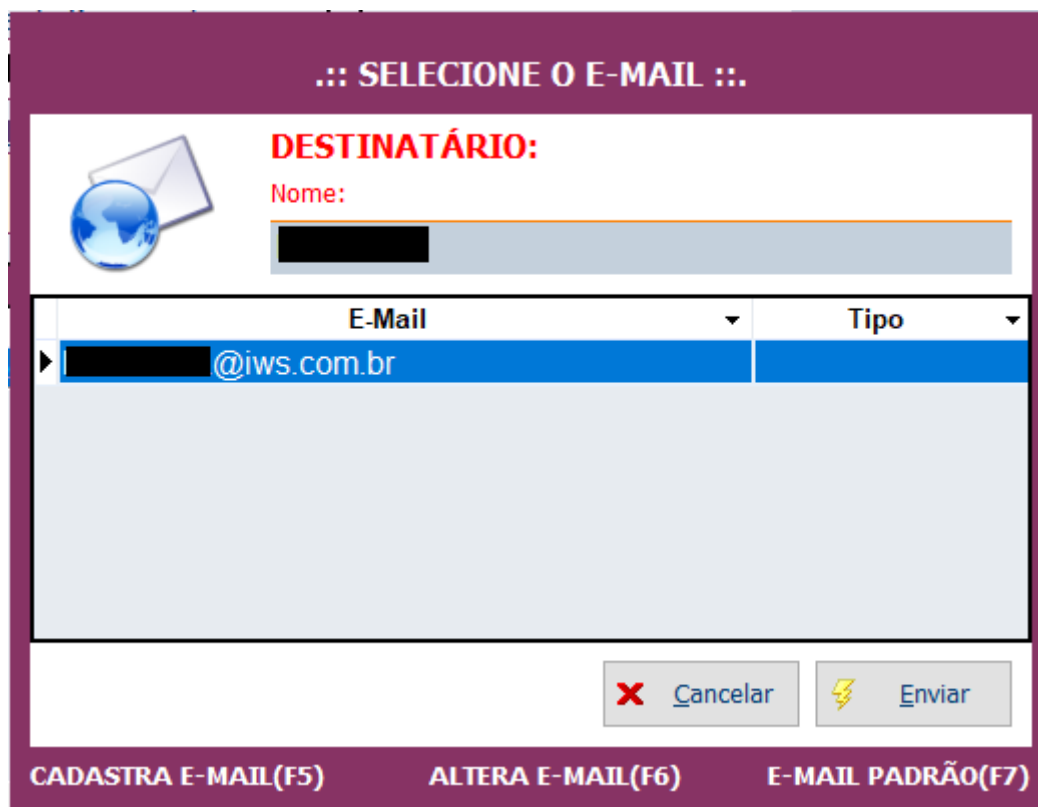 .:: SELECIONE O E-MAIL ::.
DESTINATÁRIO:
Nome:
E-Mail Tipo
@iws.com.br
Cancelar Enviar
CADASTRA E-MAIL(F5) ALTERA E-MAIL(F6) E-MAIL PADRÃO(F7)